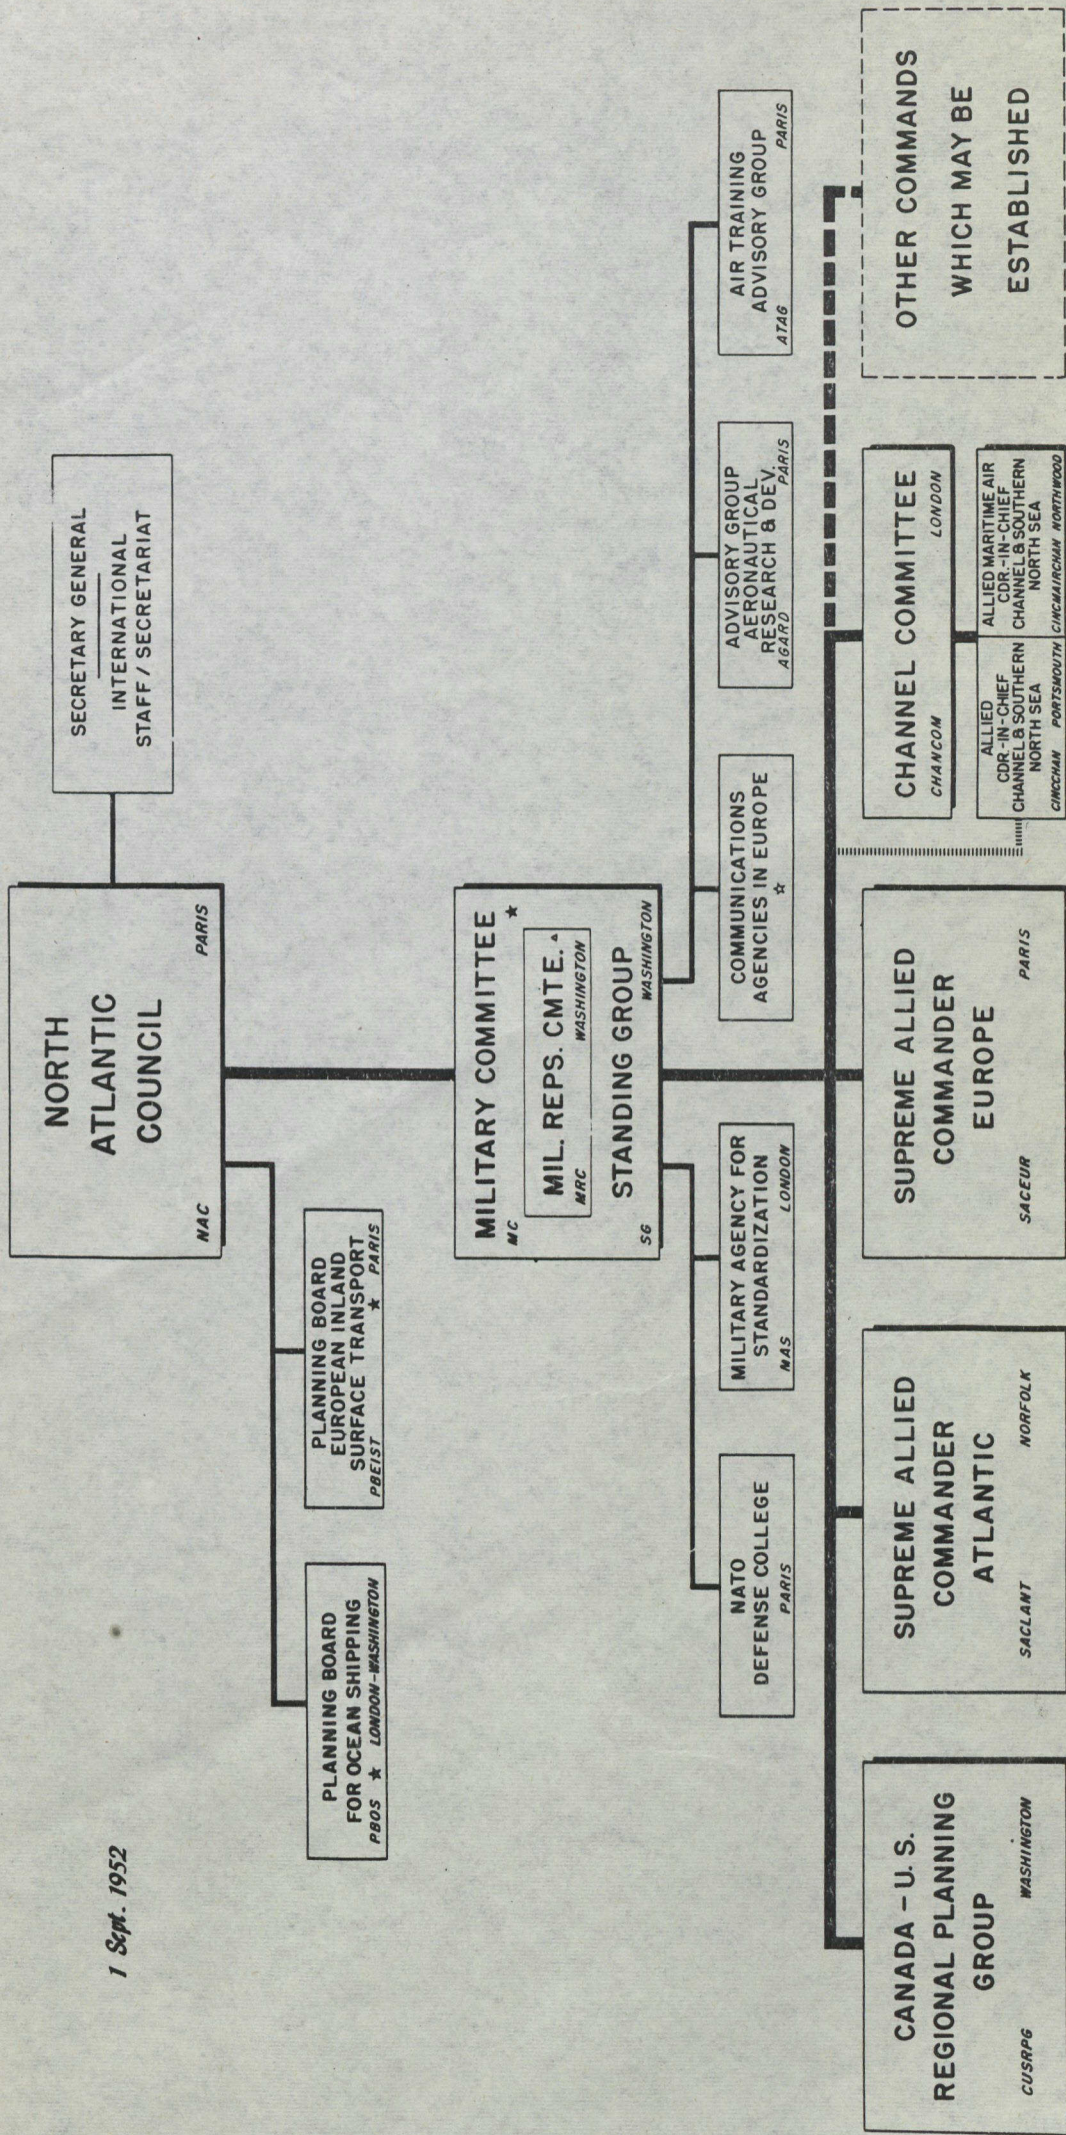 1 Sept. 1952
NORTH
ATLANTIC
COUNCIL
NAC PARIS
SECRETARY GENERAL
INTERNATIONAL
STAFF / SECRETARIAT
PLANNING BOARD
FOR OCEAN SHIPPING
PBOS ★ LONDON-WASHINGTON
PLANNING BOARD
EUROPEAN INLAND
SURFACE TRANSPORT
PBEIST ★ PARIS
MILITARY COMMITTEE ★
MC
MIL. REPS. CMTE. ▵
MRC WASHINGTON
STANDING GROUP
SG WASHINGTON
NATO
DEFENSE COLLEGE
PARIS
MILITARY AGENCY FOR
STANDARDIZATION
MAS LONDON
COMMUNICATIONS
AGENCIES IN EUROPE
☆
ADVISORY GROUP
AERONAUTICAL
RESEARCH & DEV.
AGARD PARIS
AIR TRAINING
ADVISORY GROUP
ATAG PARIS
CANADA – U. S.
REGIONAL PLANNING
GROUP
CUSRPG WASHINGTON
SUPREME ALLIED
COMMANDER
ATLANTIC
SACLANT NORFOLK
SUPREME ALLIED
COMMANDER
EUROPE
SACEUR PARIS
CHANNEL COMMITTEE
CHANCOM LONDON
ALLIED
CDR.-IN-CHIEF
CHANNEL & SOUTHERN
NORTH SEA
CINCCHAN PORTSMOUTH
ALLIED MARITIME AIR
CDR.-IN-CHIEF
CHANNEL & SOUTHERN
NORTH SEA
CINCMAIRCHAN NORTHWOOD
OTHER COMMANDS
WHICH MAY BE
ESTABLISHED